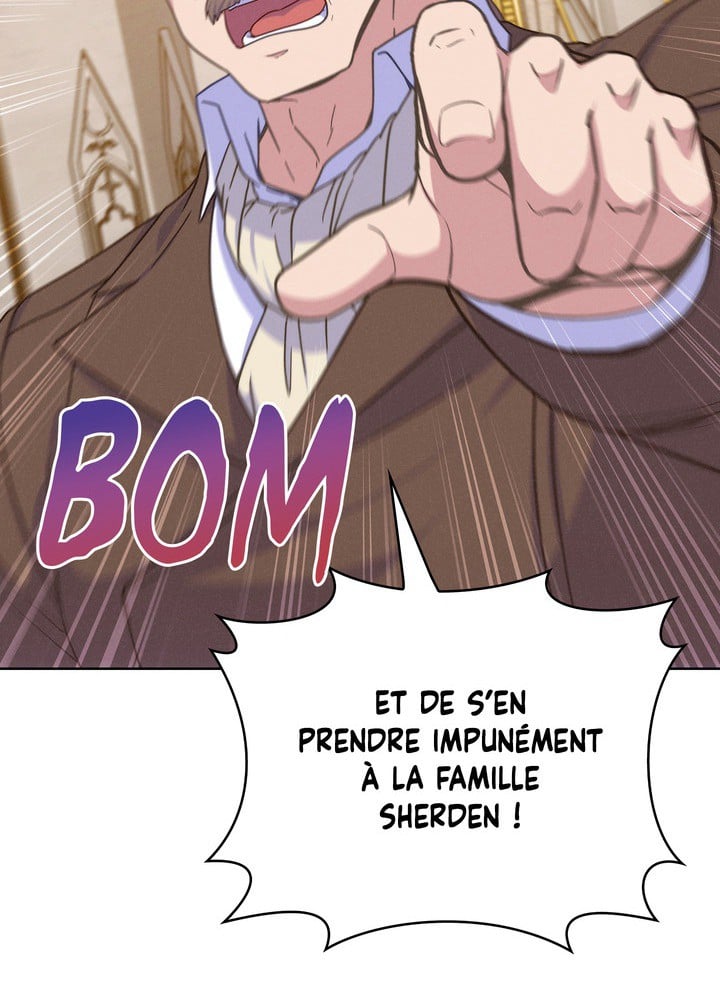 BOM
ET DE S'EN
PRENDRE IMPUNÉMENT
À LA FAMILLE
SHERDEN !